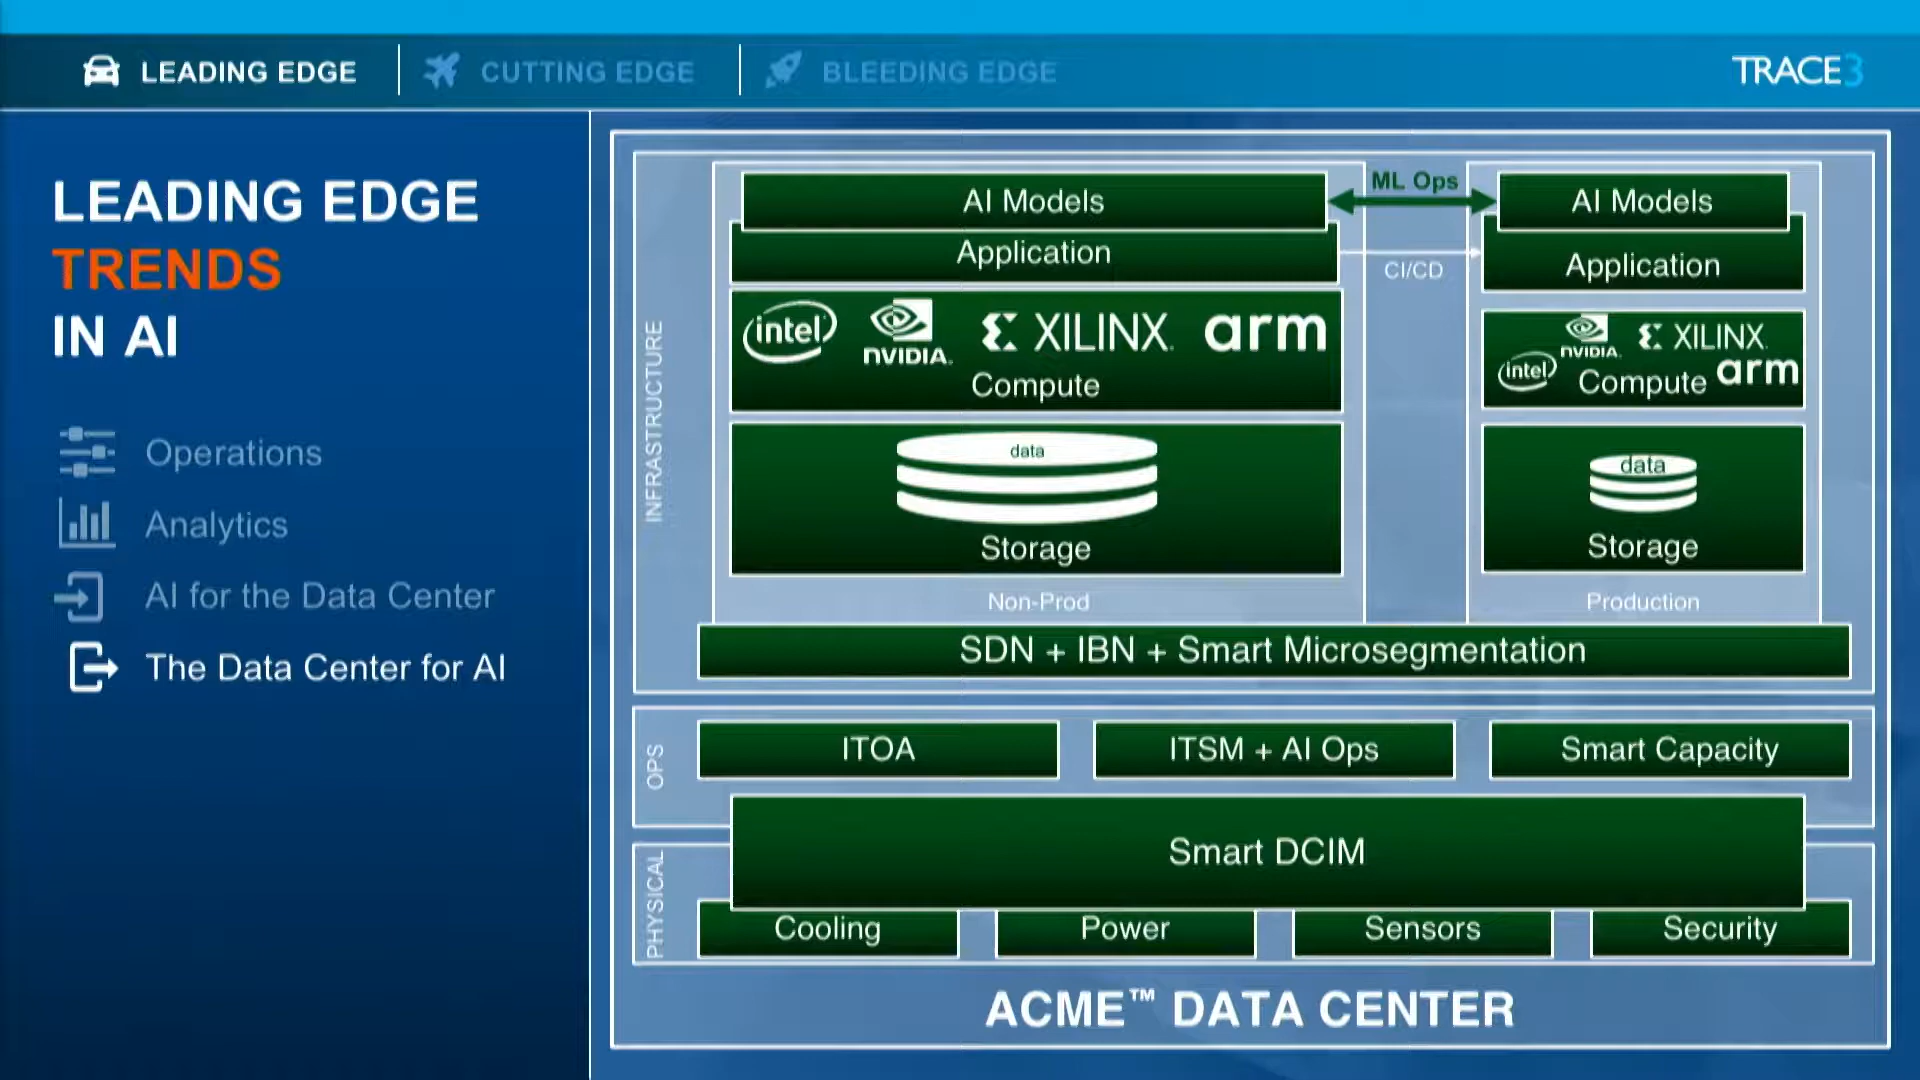 LEADING EDGE
CUTTING EDGE
BLEEDING EDGE
TRACE3
LEADING EDGE
TRENDS
IN AI
Operations
Analytics
AI for the Data Center
The Data Center for AI
INFRASTRUCTURE
AI Models
ML Ops
AI Models
Application
CI/CD
Application
intel
NVIDIA.
XILINX.
arm
Compute
intel
NVIDIA.
XILINX.
arm
Compute
data
Storage
data
Storage
Non-Prod
Production
SDN + IBN + Smart Microsegmentation
OPS
ITOA
ITSM + AI Ops
Smart Capacity
Smart DCIM
PHYSICAL
Cooling
Power
Sensors
Security
ACME™ DATA CENTER